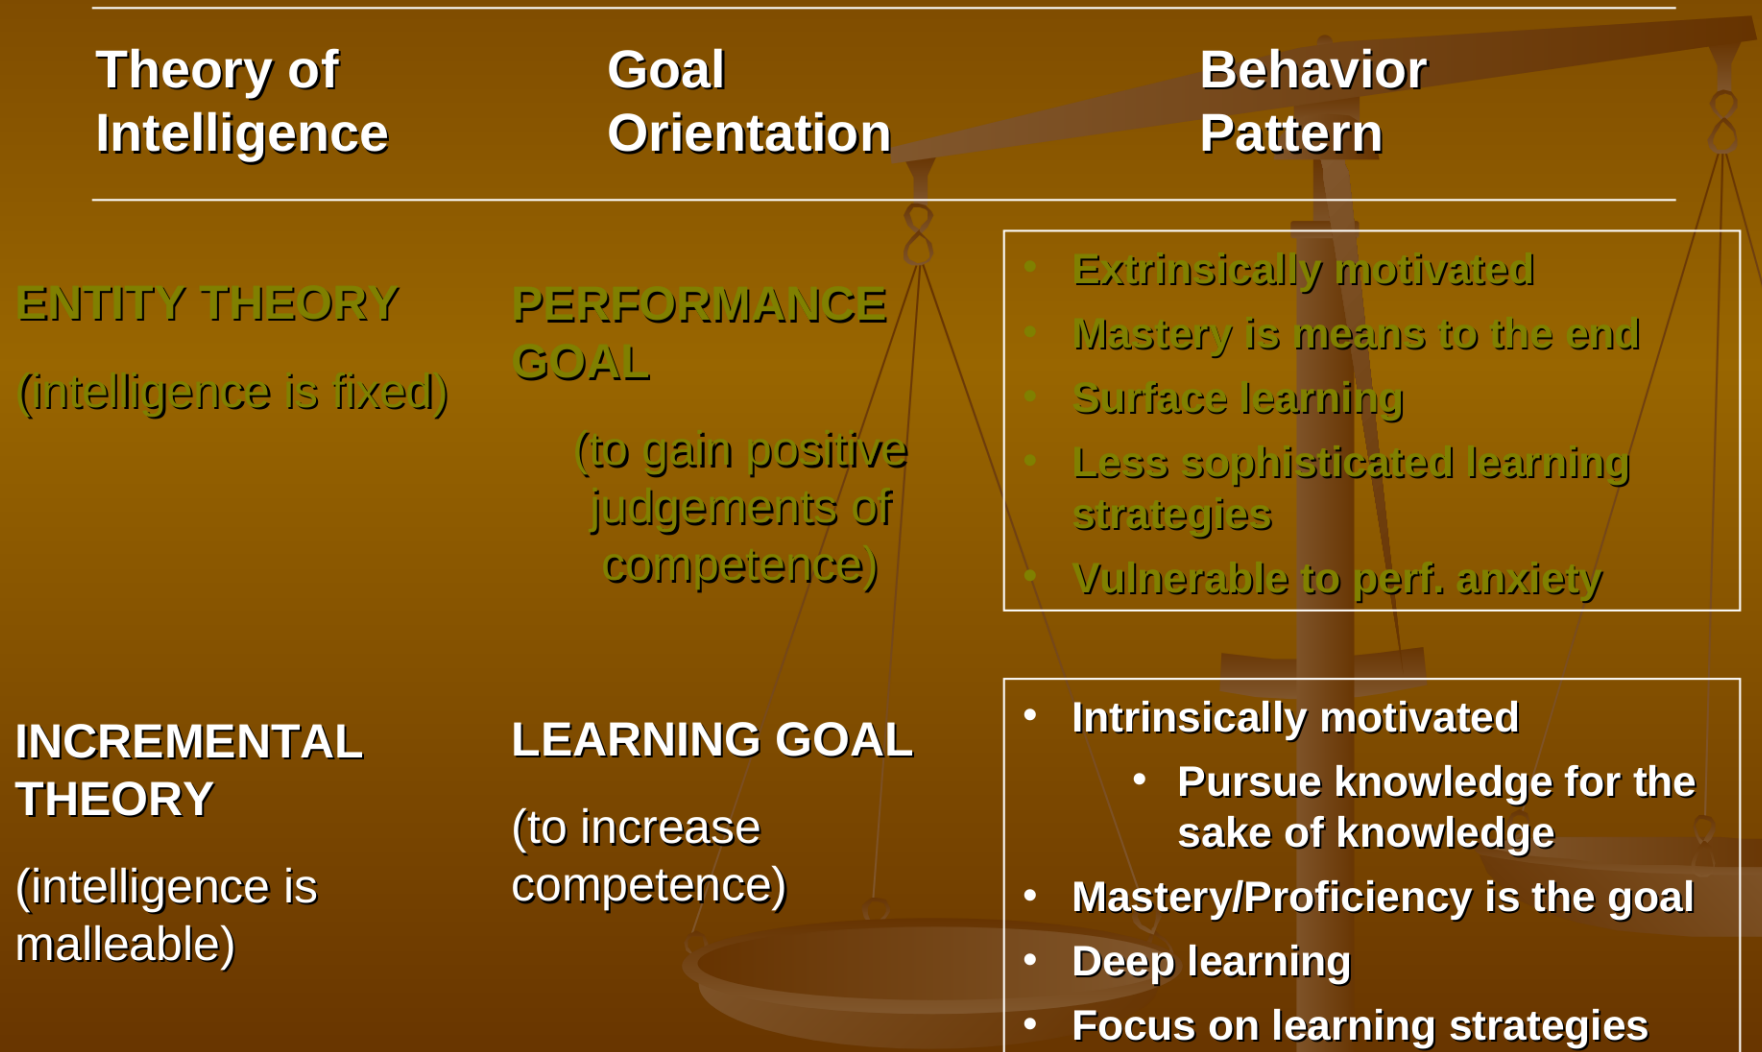 Theory of
Intelligence
Goal
Orientation
Behavior
Pattern
ENTITY THEORY
(intelligence is fixed)
PERFORMANCE
GOAL
(to gain positive
judgements of
competence)
• Extrinsically motivated
• Mastery is means to the end
• Surface learning
• Less sophisticated learning
strategies
• Vulnerable to perf. anxiety
INCREMENTAL
THEORY
(intelligence is
malleable)
LEARNING GOAL
(to increase
competence)
• Intrinsically motivated
• Pursue knowledge for the
sake of knowledge
• Mastery/Proficiency is the goal
• Deep learning
• Focus on learning strategies